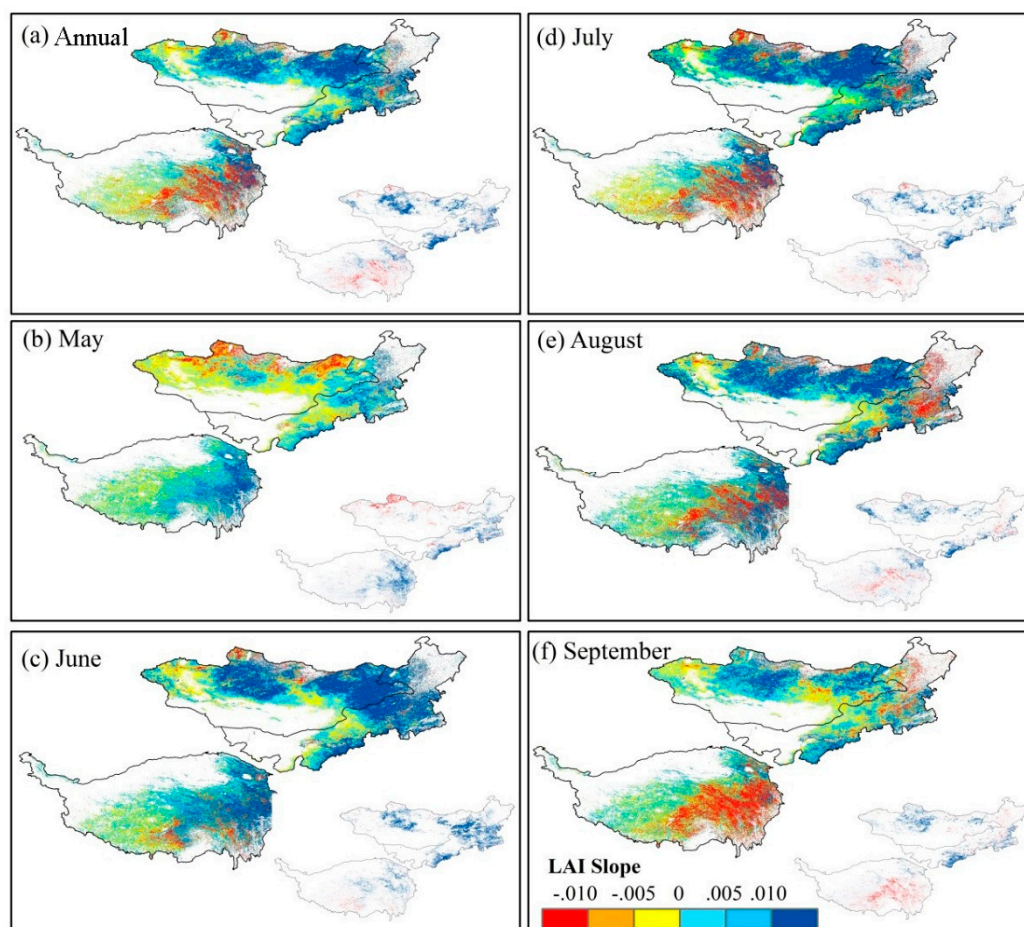 (a) Annual
(d) July
(b) May
(e) August
(c) June
(f) September
LAI Slope
-.010 -.005 0 .005 .010